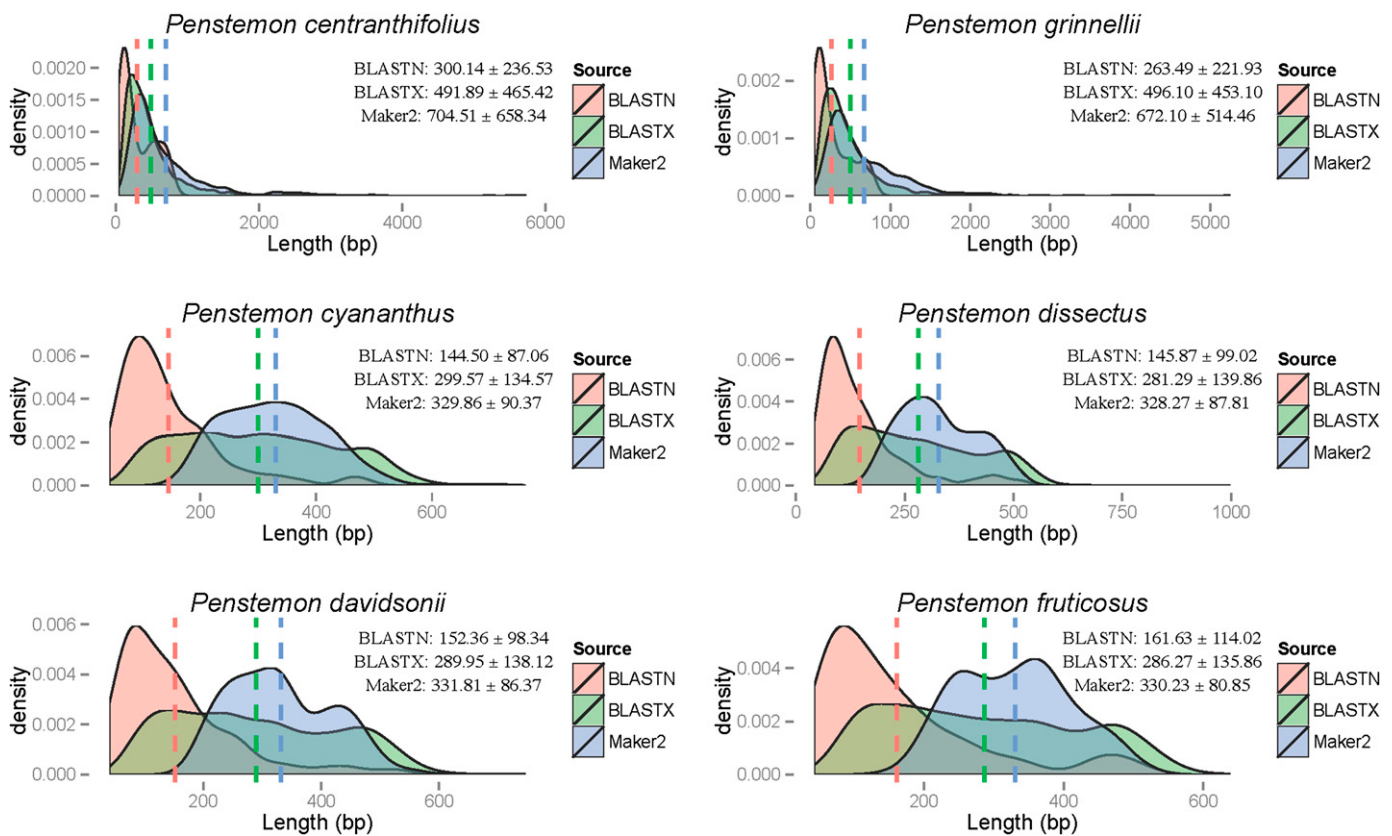 Penstemon centranthifolius
density
0.0020
0.0015
0.0010
0.0005
0.0000
BLASTN: 300.14 ± 236.53
BLASTX: 491.89 ± 465.42
Maker2: 704.51 ± 658.34
Source
BLASTN
BLASTX
Maker2
0
2000
4000
6000
Length (bp)
Penstemon grinnellii
density
0.002
0.001
0.000
BLASTN: 263.49 ± 221.93
BLASTX: 496.10 ± 453.10
Maker2: 672.10 ± 514.46
Source
BLASTN
BLASTX
Maker2
0
1000
2000
3000
4000
5000
Length (bp)
Penstemon cyananthus
density
0.006
0.004
0.002
0.000
BLASTN: 144.50 ± 87.06
BLASTX: 299.57 ± 134.57
Maker2: 329.86 ± 90.37
Source
BLASTN
BLASTX
Maker2
200
400
600
Length (bp)
Penstemon dissectus
density
0.006
0.004
0.002
0.000
BLASTN: 145.87 ± 99.02
BLASTX: 281.29 ± 139.86
Maker2: 328.27 ± 87.81
Source
BLASTN
BLASTX
Maker2
0
250
500
750
1000
Length (bp)
Penstemon davidsonii
density
0.006
0.004
0.002
0.000
BLASTN: 152.36 ± 98.34
BLASTX: 289.95 ± 138.12
Maker2: 331.81 ± 86.37
Source
BLASTN
BLASTX
Maker2
200
400
600
Length (bp)
Penstemon fruticosus
density
0.004
0.002
0.000
BLASTN: 161.63 ± 114.02
BLASTX: 286.27 ± 135.86
Maker2: 330.23 ± 80.85
Source
BLASTN
BLASTX
Maker2
200
400
600
Length (bp)